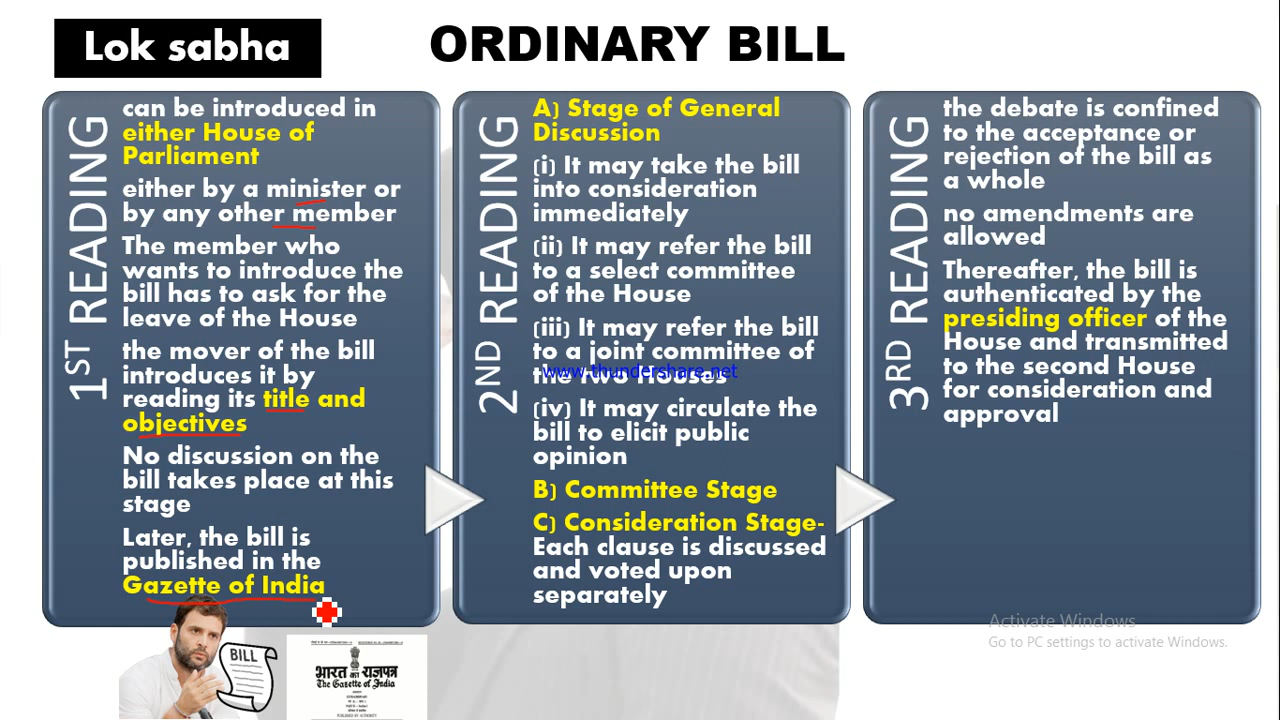 Lok sabha
ORDINARY BILL
1ST READING
can be introduced in
either House of
Parliament
either by a minister or
by any other member
The member who
wants to introduce the
bill has to ask for the
leave of the House
the mover of the bill
introduces it by
reading its title and
objectives
No discussion on the
bill takes place at this
stage
Later, the bill is
published in the
Gazette of India
2ND READING
A) Stage of General
Discussion
(i) It may take the bill
into consideration
immediately
(ii) It may refer the bill
to a select committee
of the House
(iii) It may refer the bill
to a joint committee of
the two Houses
www.thundershare.net
(iv) It may circulate the
bill to elicit public
opinion
B) Committee Stage
C) Consideration Stage-
Each clause is discussed
and voted upon
separately
3RD READING
the debate is confined
to the acceptance or
rejection of the bill as
a whole
no amendments are
allowed
Thereafter, the bill is
authenticated by the
presiding officer of the
House and transmitted
to the second House
for consideration and
approval
BILL
भारत का राजपत्र
The Gazette of India
PUBLISHED BY AUTHORITY
Activate Windows
Go to PC settings to activate Windows.